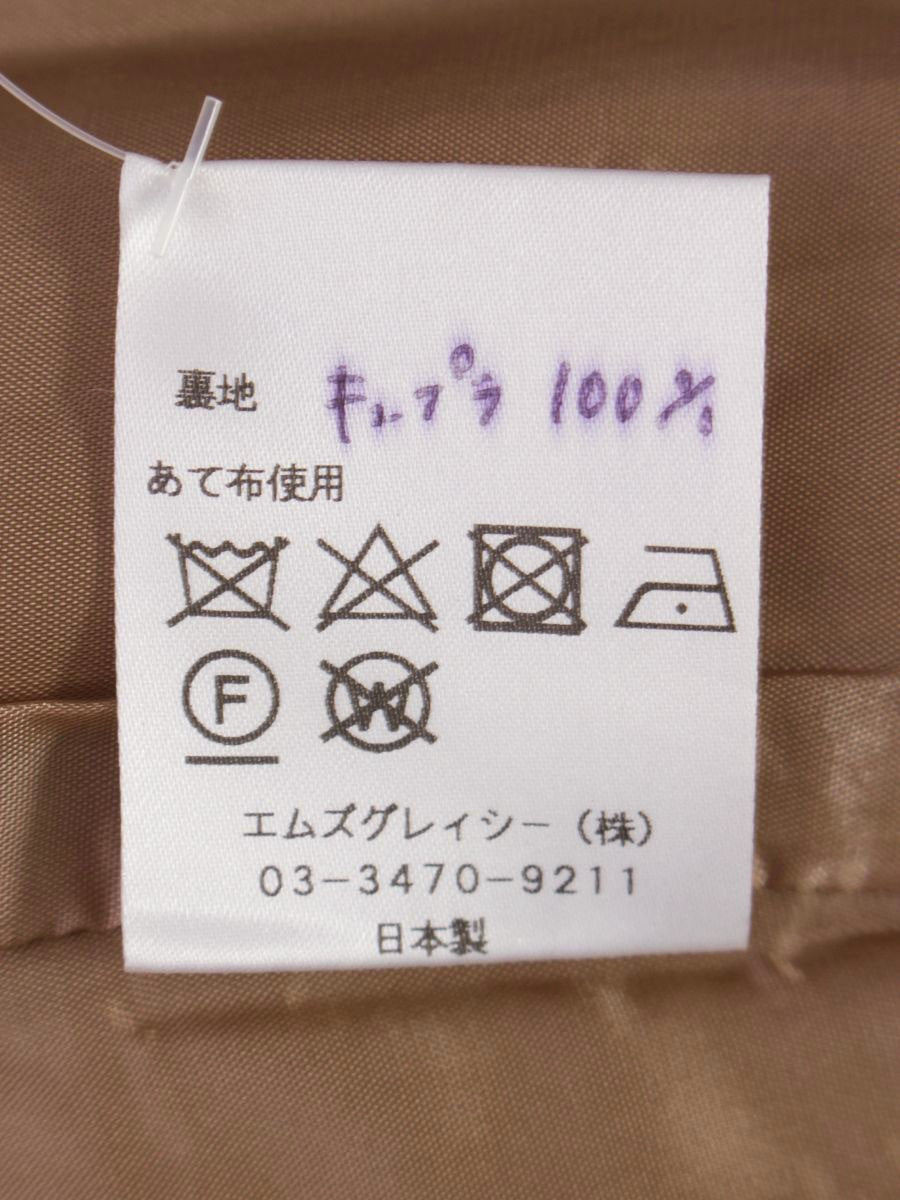 裏地 キュプラ 100%
あて布使用
F W
エムズグレイシー（株）
03-3470-9211
日本製